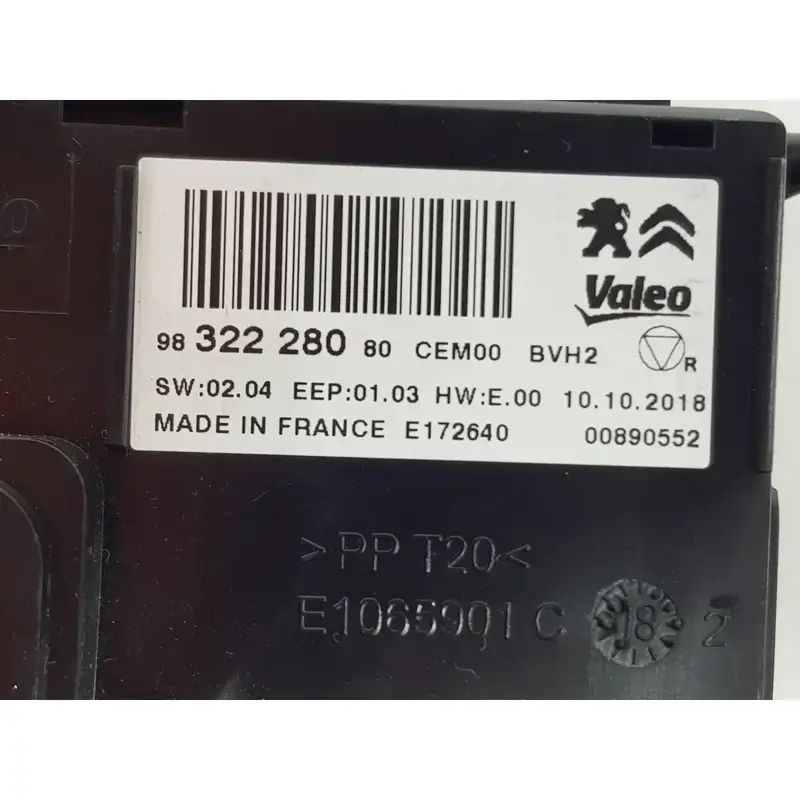 Valeo
98 322 280 80 CEM00 BVH2 R
SW:02.04 EEP:01.03 HW:E.00 10.10.2018
MADE IN FRANCE E172640 00890552
>PP T20<
E1065901 C 18 2